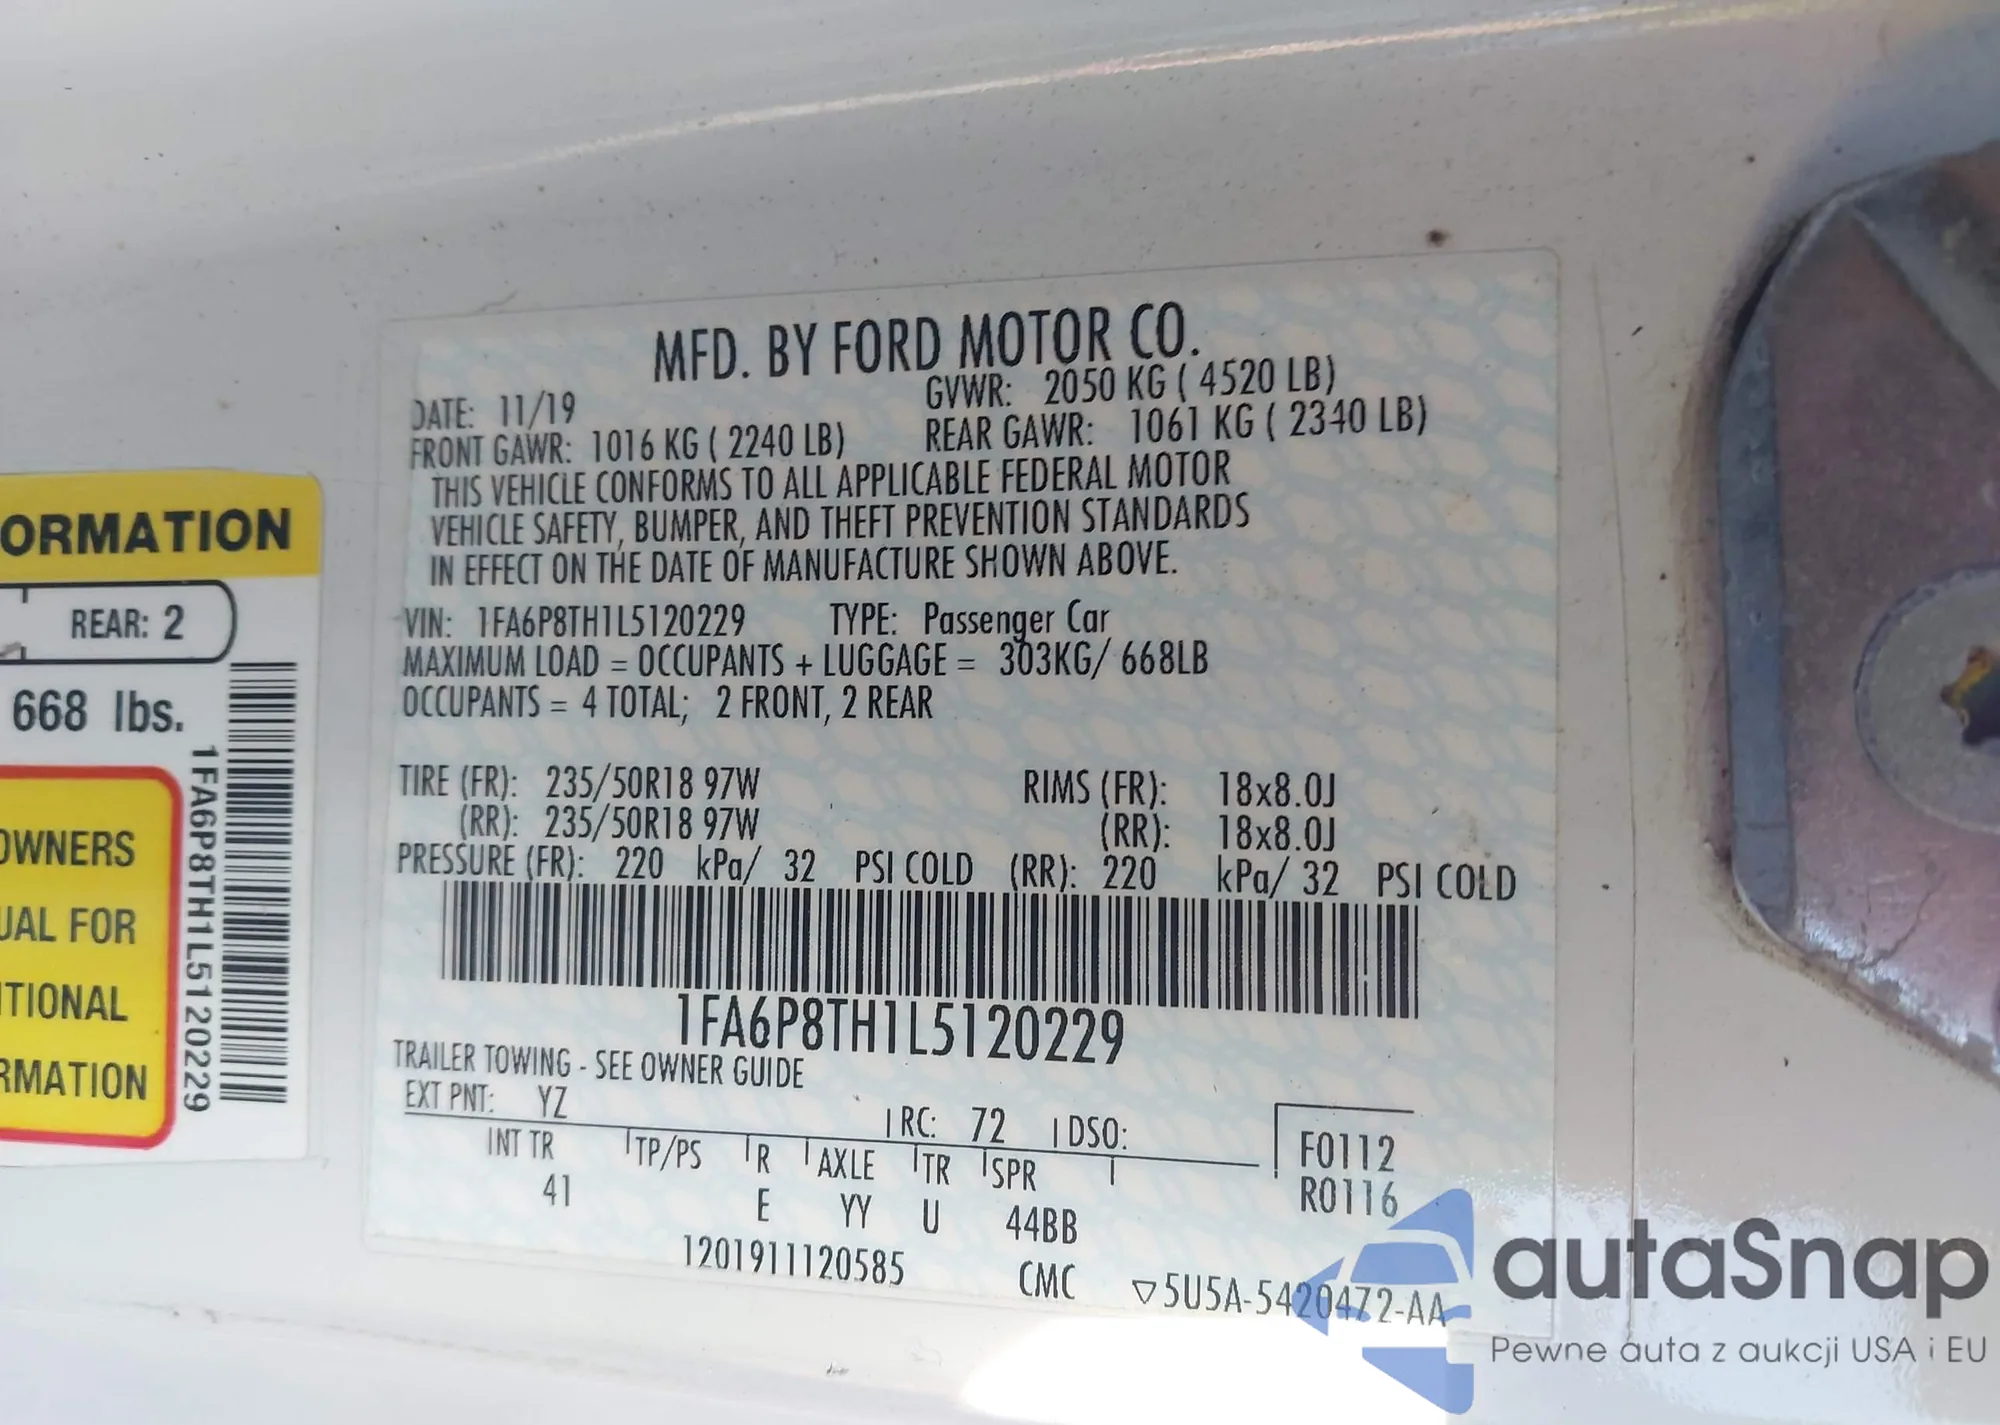 MFD. BY FORD MOTOR CO.
DATE: 11/19
GVWR: 2050 KG ( 4520 LB)
FRONT GAWR: 1016 KG ( 2240 LB)
REAR GAWR: 1061 KG ( 2340 LB)
THIS VEHICLE CONFORMS TO ALL APPLICABLE FEDERAL MOTOR
VEHICLE SAFETY, BUMPER, AND THEFT PREVENTION STANDARDS
IN EFFECT ON THE DATE OF MANUFACTURE SHOWN ABOVE.
VIN: 1FA6P8TH1L5120229 TYPE: Passenger Car
MAXIMUM LOAD = OCCUPANTS + LUGGAGE = 303KG/ 668LB
OCCUPANTS = 4 TOTAL; 2 FRONT, 2 REAR
TIRE (FR): 235/50R18 97W RIMS (FR): 18x8.0J
(RR): 235/50R18 97W (RR): 18x8.0J
PRESSURE (FR): 220 kPa/ 32 PSI COLD (RR): 220 kPa/ 32 PSI COLD
1FA6P8TH1L5120229
TRAILER TOWING - SEE OWNER GUIDE
EXT PNT: YZ RC: 72 DSO:
INT TR TP/PS R AXLE TR SPR
41 E YY U 44BB
F0112
R0116
1201911120585 CMC ▽5U5A-5420472-AA
ORMATION
REAR: 2
668 lbs.
OWNERS
UAL FOR
TIONAL
RMATION
1FA6P8TH1L5120229
autaSnap
Pewne auta z aukcji USA i EU